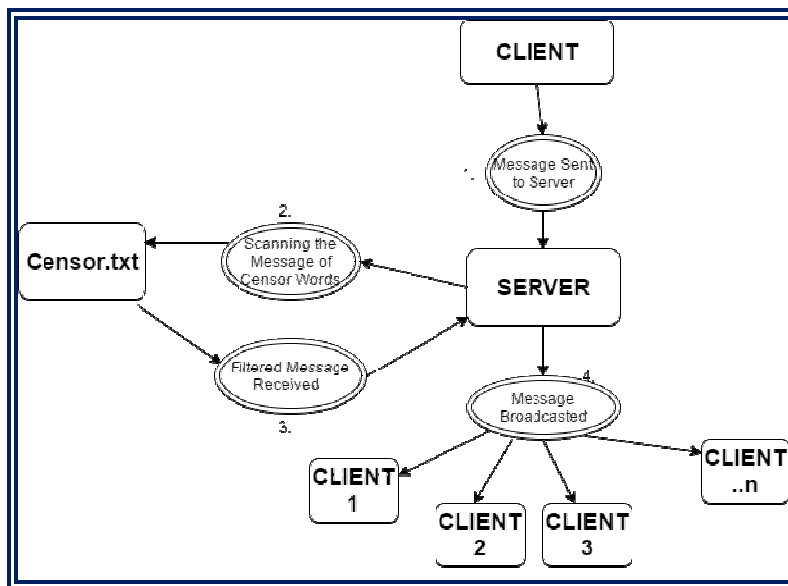 CLIENT
1.
Message Sent
to Server
2.
Scanning the
Message of
Censor Words
Censor.txt
SERVER
Filtered Message
Received
3.
4.
Message
Broadcasted
CLIENT
1
CLIENT
2
CLIENT
3
CLIENT
..n